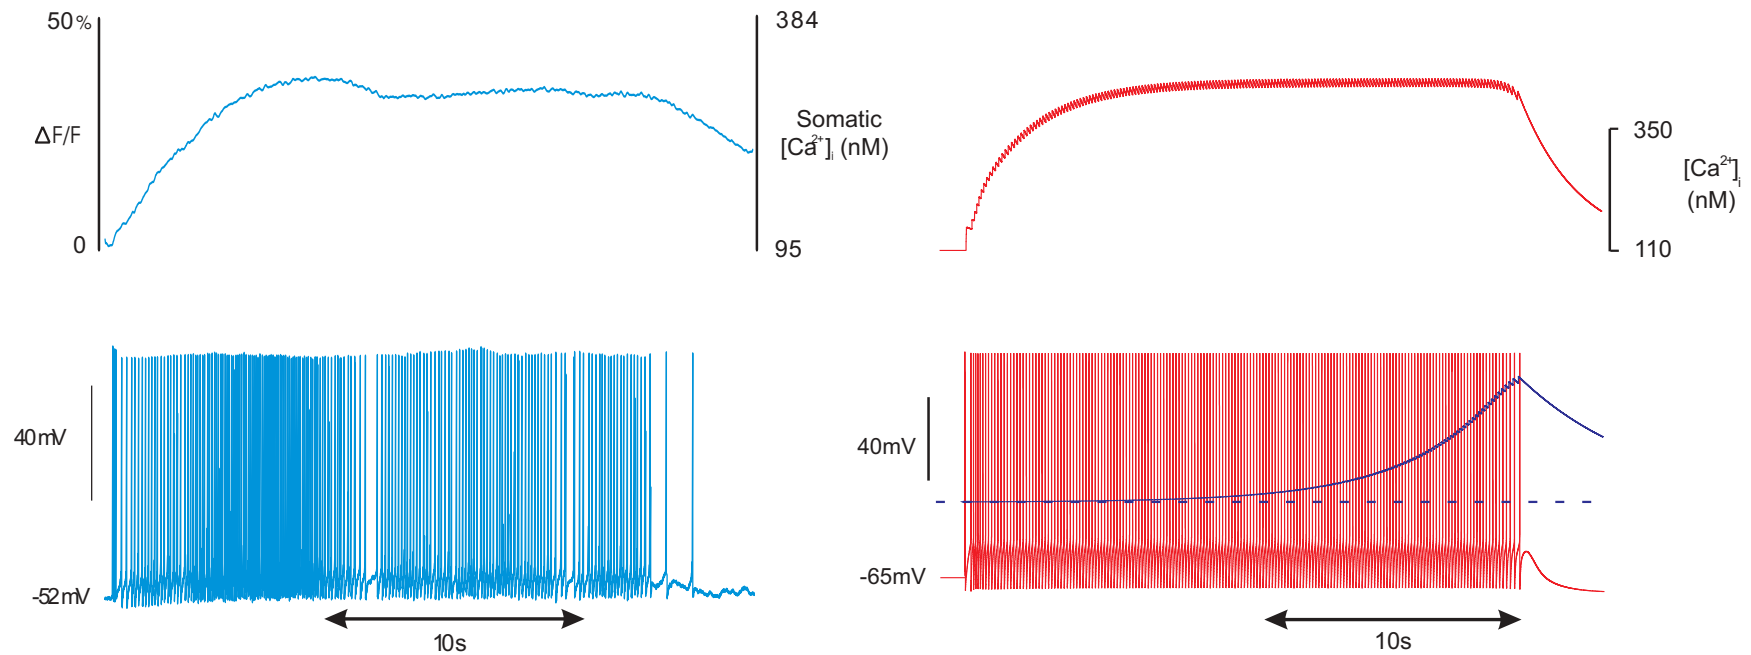 50%
384
ΔF/F
Somatic
[Ca²⁺]ᵢ (nM)
0
95
350
[Ca²⁺]ᵢ
(nM)
110
40mV
-52mV
10s
40mV
-65mV
10s